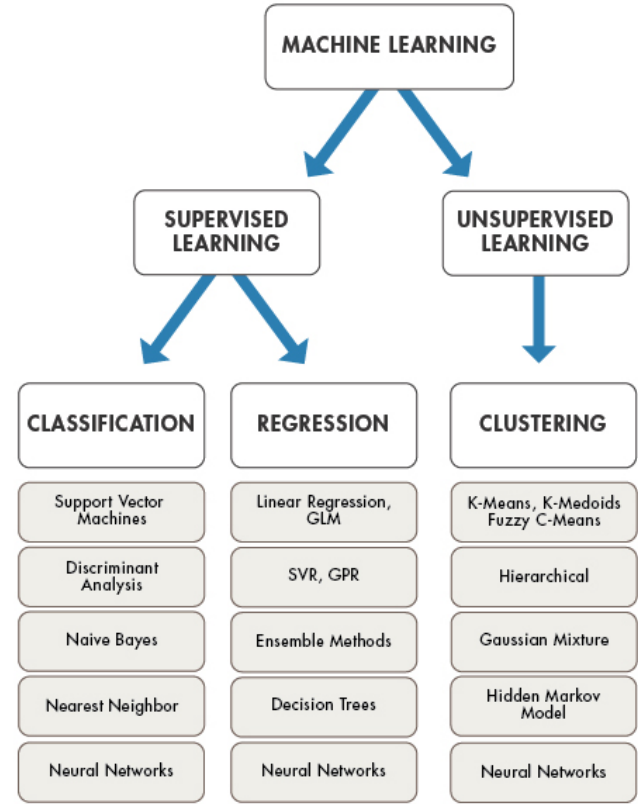 MACHINE LEARNING
SUPERVISED
LEARNING
UNSUPERVISED
LEARNING
CLASSIFICATION
Support Vector
Machines
Discriminant
Analysis
Naive Bayes
Nearest Neighbor
Neural Networks
REGRESSION
Linear Regression,
GLM
SVR, GPR
Ensemble Methods
Decision Trees
Neural Networks
CLUSTERING
K-Means, K-Medoids
Fuzzy C-Means
Hierarchical
Gaussian Mixture
Hidden Markov
Model
Neural Networks